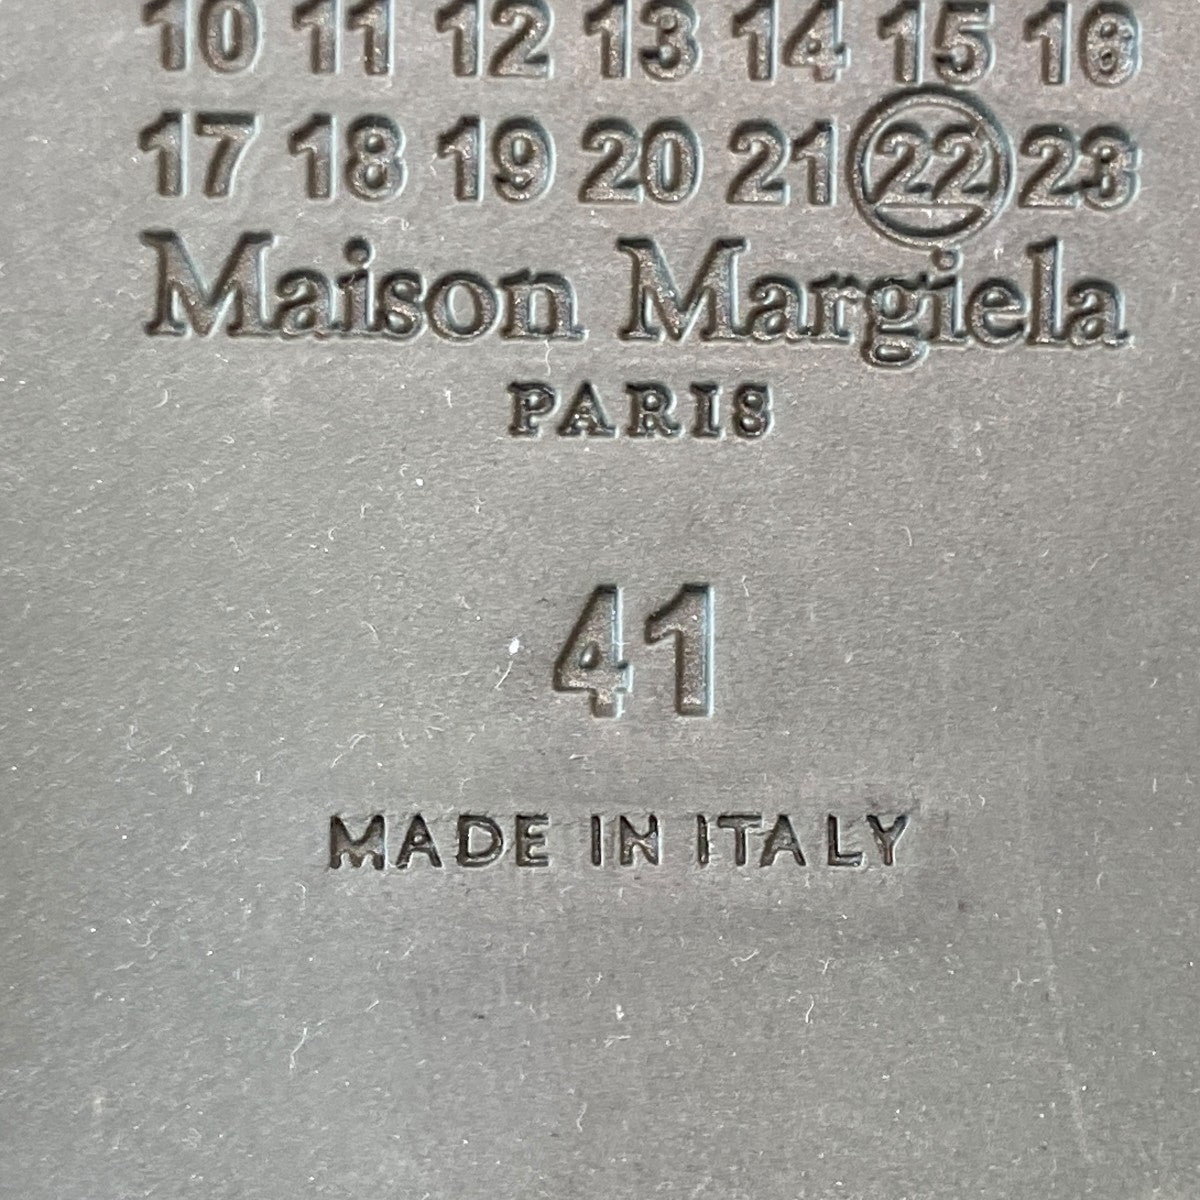 10 11 12 13 14 15 16
17 18 19 20 21 22 23
Maison Margiela
PARIS
41
MADE IN ITALY